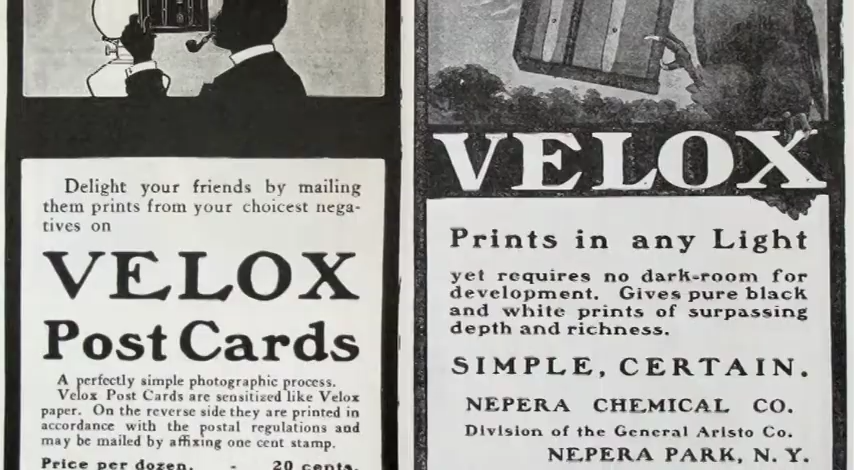 Delight your friends by mailing
them prints from your choicest nega-
tives on
VELOX
Post Cards
A perfectly simple photographic process.
Velox Post Cards are sensitized like Velox
paper. On the reverse side they are printed in
accordance with the postal regulations and
may be mailed by affixing one cent stamp.
Price per dozen, - 20 cents.
VELOX
Prints in any Light
yet requires no dark-room for
development. Gives pure black
and white prints of surpassing
depth and richness.
SIMPLE, CERTAIN.
NEPERA CHEMICAL CO.
Division of the General Aristo Co.
NEPERA PARK, N. Y.